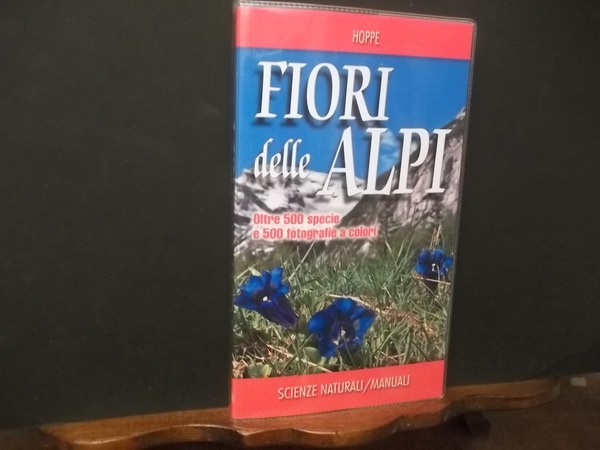 HOPPE
FIORI
delle ALPI
Oltre 500 specie
e 500 fotografie a colori
SCIENZE NATURALI/MANUALI